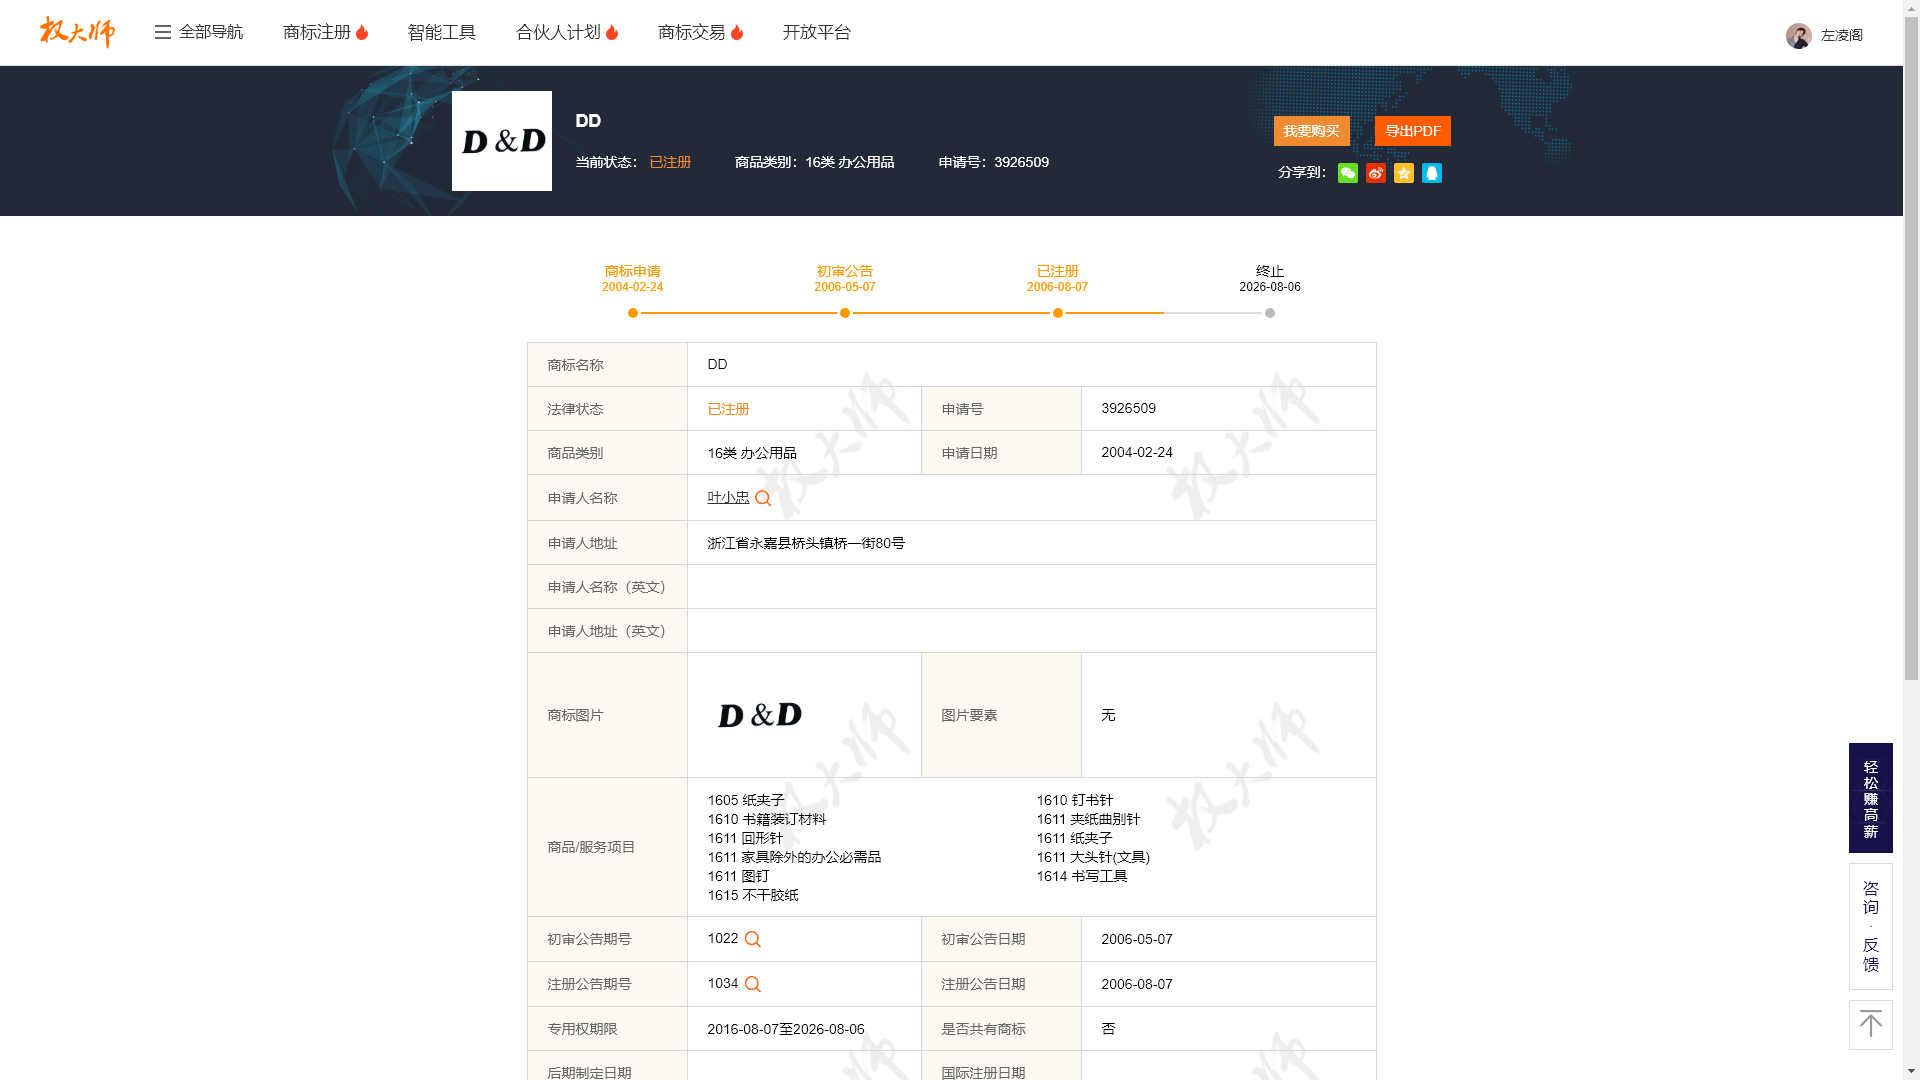 权大师
全部导航
商标注册
智能工具
合伙人计划
商标交易
开放平台
左凌阁
D&D
DD
当前状态： 已注册
商品类别：16类 办公用品
申请号：3926509
我要购买
导出PDF
分享到：
商标申请
2004-02-24
初审公告
2006-05-07
已注册
2006-08-07
终止
2026-08-06
商标名称 DD
法律状态 已注册 申请号 3926509
商品类别 16类 办公用品 申请日期 2004-02-24
申请人名称 叶小忠
申请人地址 浙江省永嘉县桥头镇桥一街80号
申请人名称（英文）
申请人地址（英文）
商标图片 D&D 图片要素 无
商品/服务项目
1605 纸夹子 1610 钉书针
1610 书籍装订材料 1611 夹纸曲别针
1611 回形针 1611 纸夹子
1611 家具除外的办公必需品 1611 大头针(文具)
1611 图钉 1614 书写工具
1615 不干胶纸
初审公告期号 1022 初审公告日期 2006-05-07
注册公告期号 1034 注册公告日期 2006-08-07
专用权期限 2016-08-07至2026-08-06 是否共有商标 否
后期制定日期 国际注册日期
权大师
权大师
权大师
权大师
轻松赚高薪
咨询·反馈